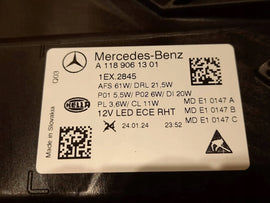 Mercedes-Benz
A 118 906 13 01
Q03
1EX.2845
AFS 61W/ DRL 21.5W
P01 5.5W/ P02 6W/ DI 20W
PL 3.6W/ CL 11W
12V LED ECE RHT
MD E1 0147 A
MD E1 0147 B
MD E1 0147 C
HELLA
Made in Slovakia
24.01.24 23:52